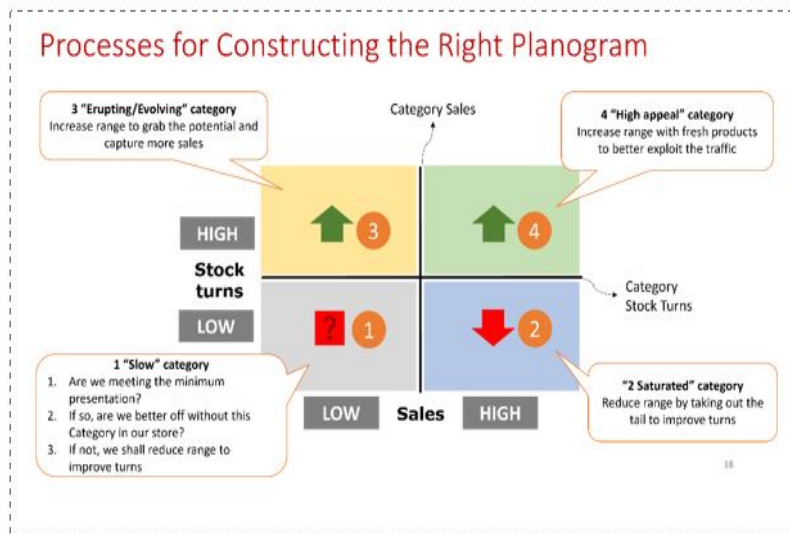 Processes for Constructing the Right Planogram
3 "Erupting/Evolving" category
Increase range to grab the potential and
capture more sales
Category Sales
4 "High appeal" category
Increase range with fresh products
to better exploit the traffic
HIGH
3
4
Stock
turns
Category
Stock Turns
LOW
?
1
2
1 "Slow" category
1. Are we meeting the minimum
presentation?
2. If so, are we better off without this
Category in our store?
3. If not, we shall reduce range to
improve turns
"2 Saturated" category
Reduce range by taking out the
tail to improve turns
LOW
Sales
HIGH
18